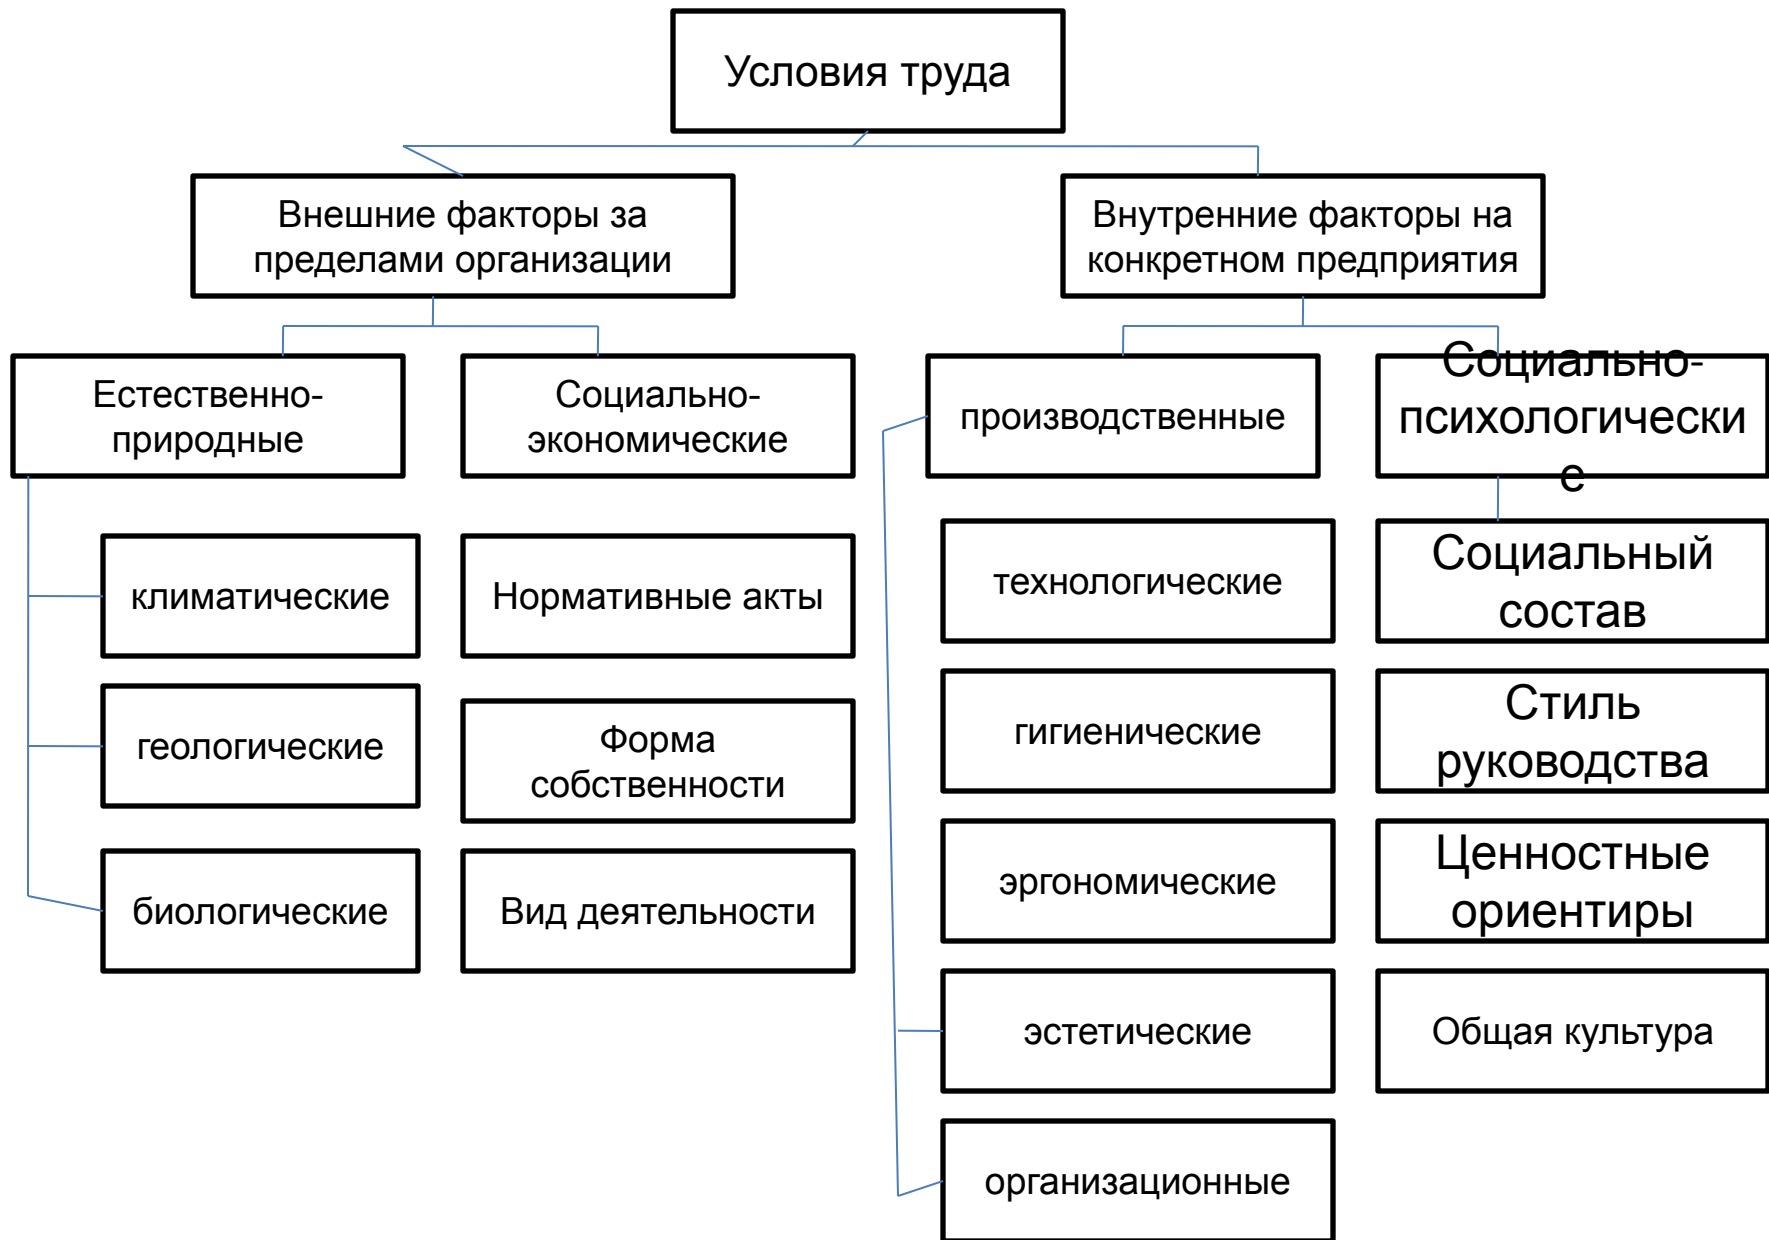 Условия труда
Внешние факторы за
пределами организации
Внутренние факторы на
конкретном предприятия
Естественно-
природные
Социально-
экономические
производственные
Социально-
психологически
е
климатические
Нормативные акты
технологические
Социальный
состав
геологические
Форма
собственности
гигиенические
Стиль
руководства
биологические
Вид деятельности
эргономические
Ценностные
ориентиры
эстетические
Общая культура
организационные